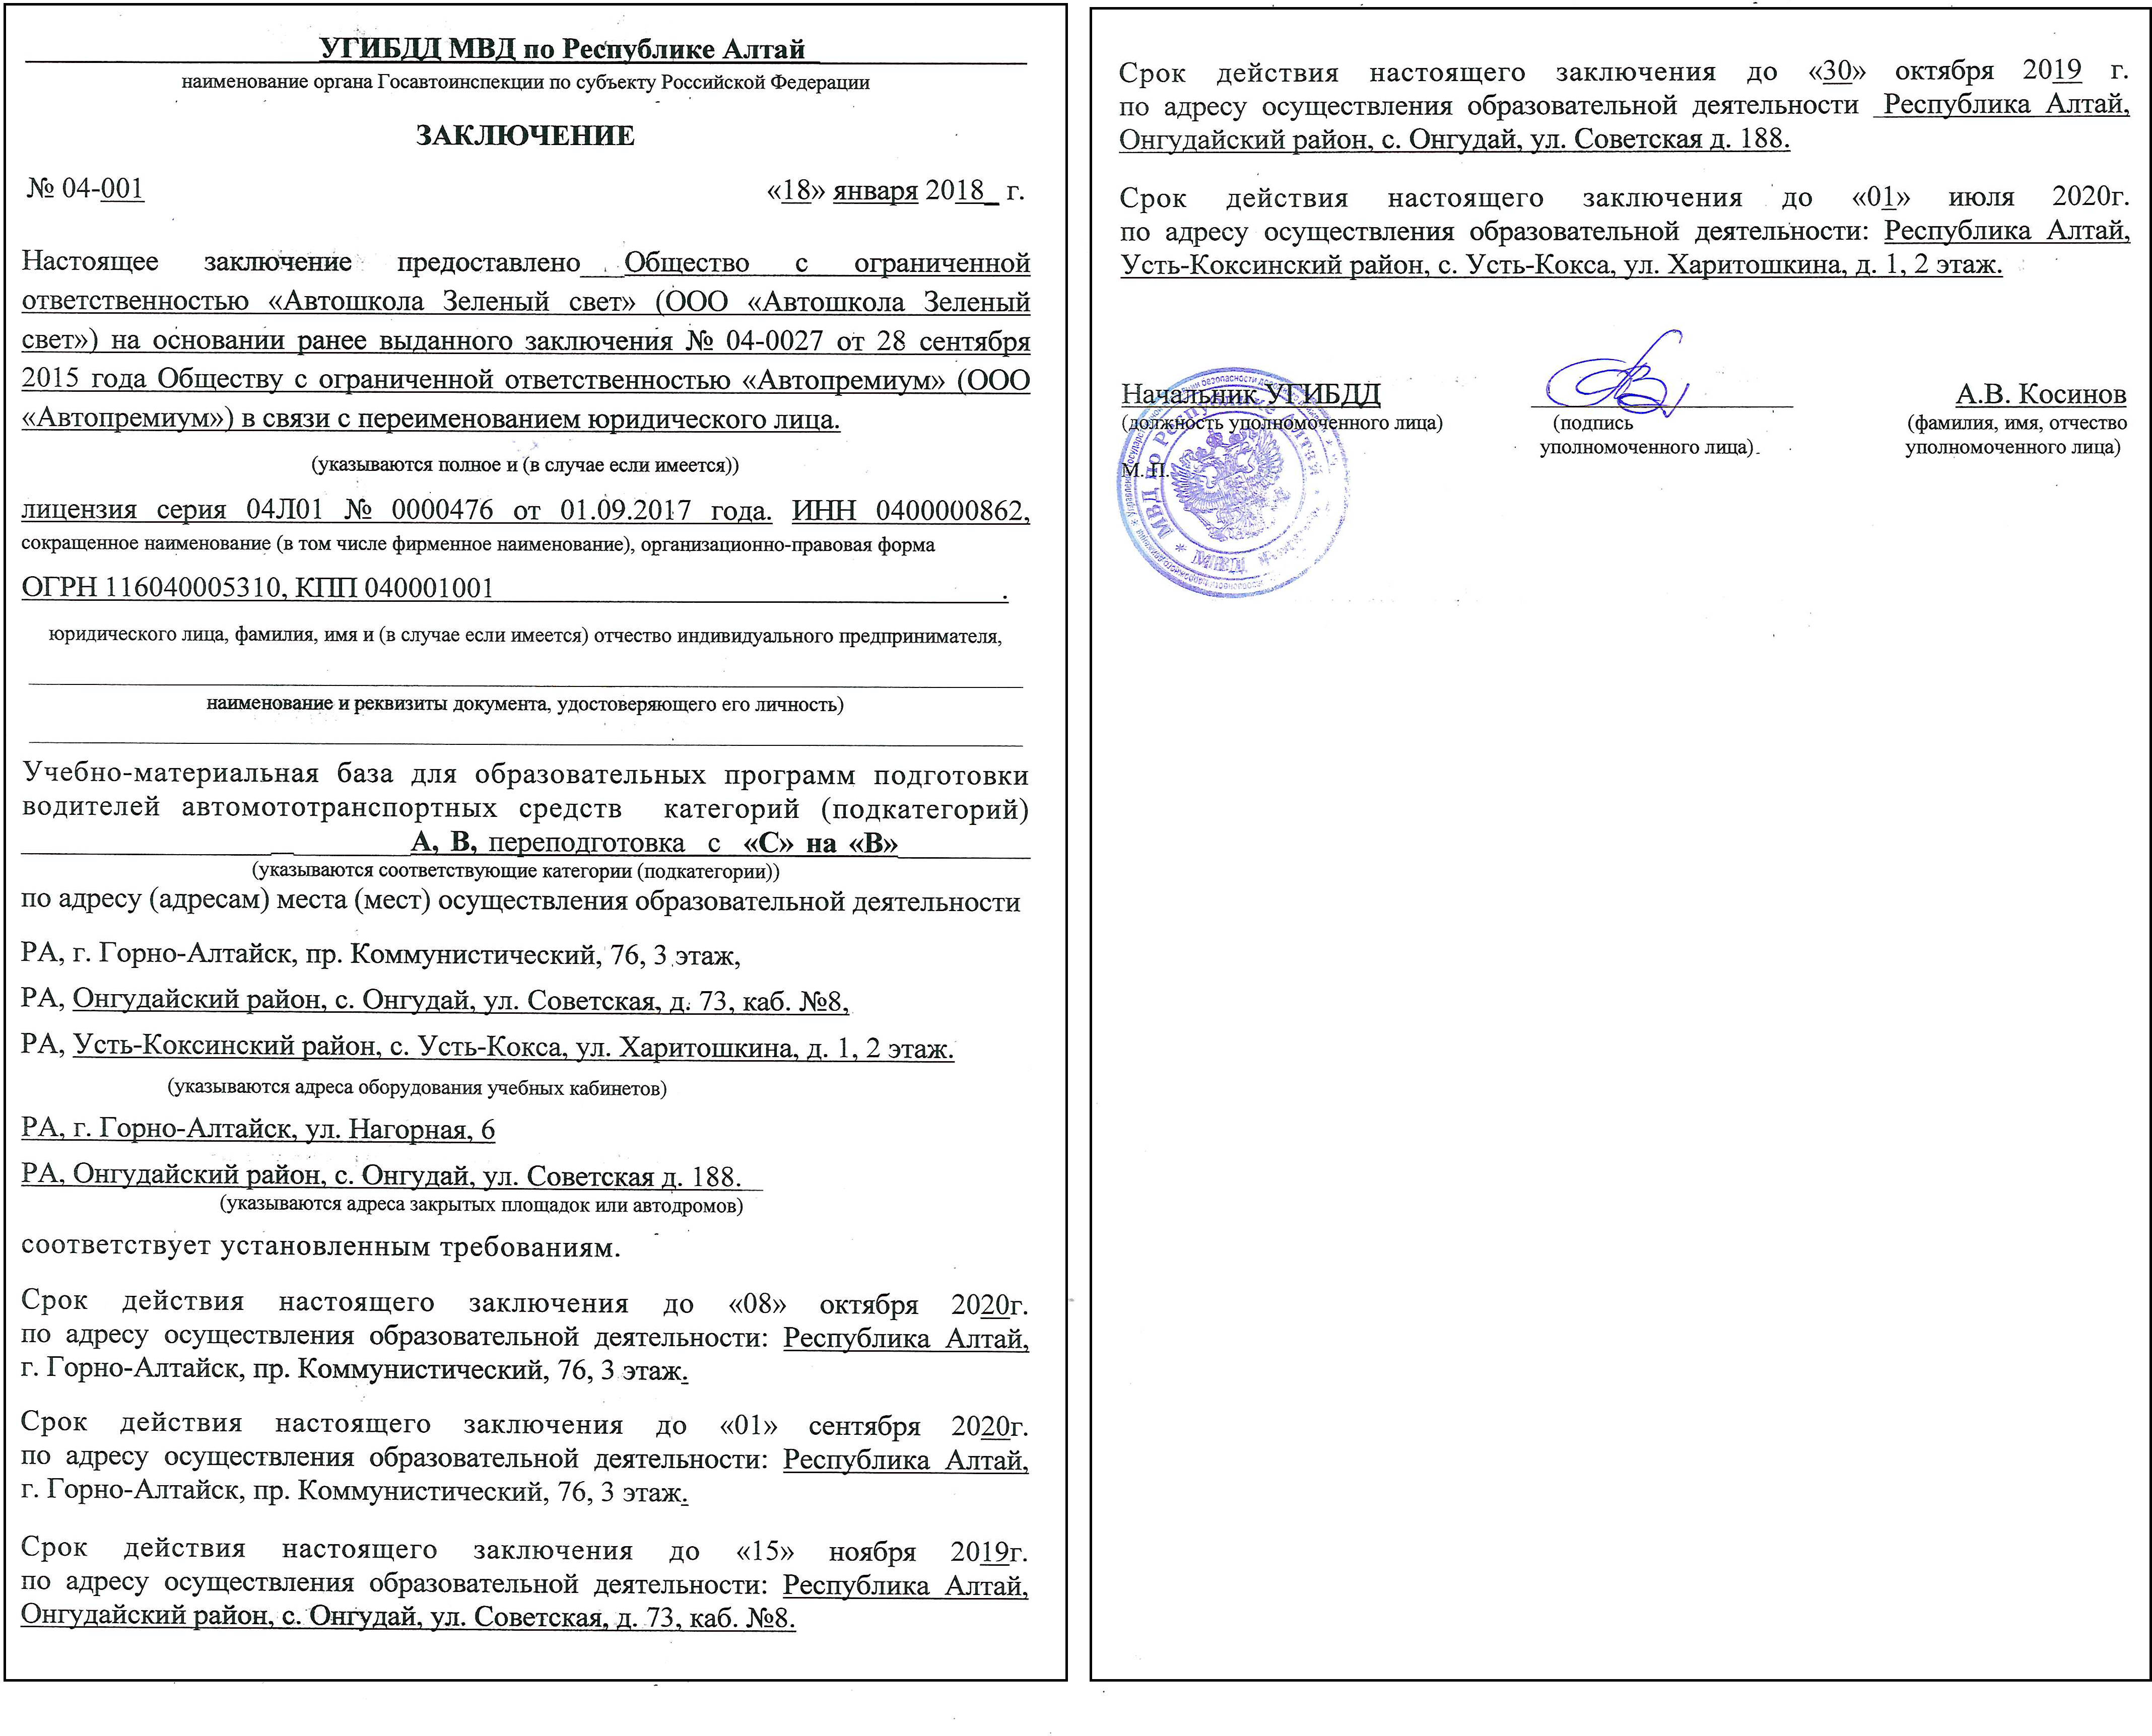 УГИБДД МВД по Республике Алтай
наименование органа Госавтоинспекции по субъекту Российской Федерации
ЗАКЛЮЧЕНИЕ
№ 04-001 «18» января 2018_ г.
Настоящее заключение предоставлено Общество с ограниченной
ответственностью «Автошкола Зеленый свет» (ООО «Автошкола Зеленый
свет») на основании ранее выданного заключения № 04-0027 от 28 сентября
2015 года Обществу с ограниченной ответственностью «Автопремиум» (ООО
«Автопремиум») в связи с переименованием юридического лица.
(указываются полное и (в случае если имеется))
лицензия серия 04Л01 № 0000476 от 01.09.2017 года. ИНН 0400000862,
сокращенное наименование (в том числе фирменное наименование), организационно-правовая форма
ОГРН 116040005310, КПП 040001001 .
юридического лица, фамилия, имя и (в случае если имеется) отчество индивидуального предпринимателя,
наименование и реквизиты документа, удостоверяющего его личность)
Учебно-материальная база для образовательных программ подготовки
водителей автомототранспортных средств категорий (подкатегорий)
А, В, переподготовка с «С» на «В»
(указываются соответствующие категории (подкатегории))
по адресу (адресам) места (мест) осуществления образовательной деятельности
РА, г. Горно-Алтайск, пр. Коммунистический, 76, 3 этаж,
РА, Онгудайский район, с. Онгудай, ул. Советская, д. 73, каб. №8,
РА, Усть-Коксинский район, с. Усть-Кокса, ул. Харитошкина, д. 1, 2 этаж.
(указываются адреса оборудования учебных кабинетов)
РА, г. Горно-Алтайск, ул. Нагорная, 6
РА, Онгудайский район, с. Онгудай, ул. Советская д. 188.
(указываются адреса закрытых площадок или автодромов)
соответствует установленным требованиям.
Срок действия настоящего заключения до «08» октября 2020г.
по адресу осуществления образовательной деятельности: Республика Алтай,
г. Горно-Алтайск, пр. Коммунистический, 76, 3 этаж.
Срок действия настоящего заключения до «01» сентября 2020г.
по адресу осуществления образовательной деятельности: Республика Алтай,
г. Горно-Алтайск, пр. Коммунистический, 76, 3 этаж.
Срок действия настоящего заключения до «15» ноября 2019г.
по адресу осуществления образовательной деятельности: Республика Алтай,
Онгудайский район, с. Онгудай, ул. Советская, д. 73, каб. №8.
Срок действия настоящего заключения до «30» октября 2019 г.
по адресу осуществления образовательной деятельности Республика Алтай,
Онгудайский район, с. Онгудай, ул. Советская д. 188.
Срок действия настоящего заключения до «01» июля 2020г.
по адресу осуществления образовательной деятельности: Республика Алтай,
Усть-Коксинский район, с. Усть-Кокса, ул. Харитошкина, д. 1, 2 этаж.
Начальник УГИБДД А.В. Косинов
(должность уполномоченного лица) (подпись (фамилия, имя, отчество
уполномоченного лица) уполномоченного лица)
М. П.
МВД по Республике Алтай